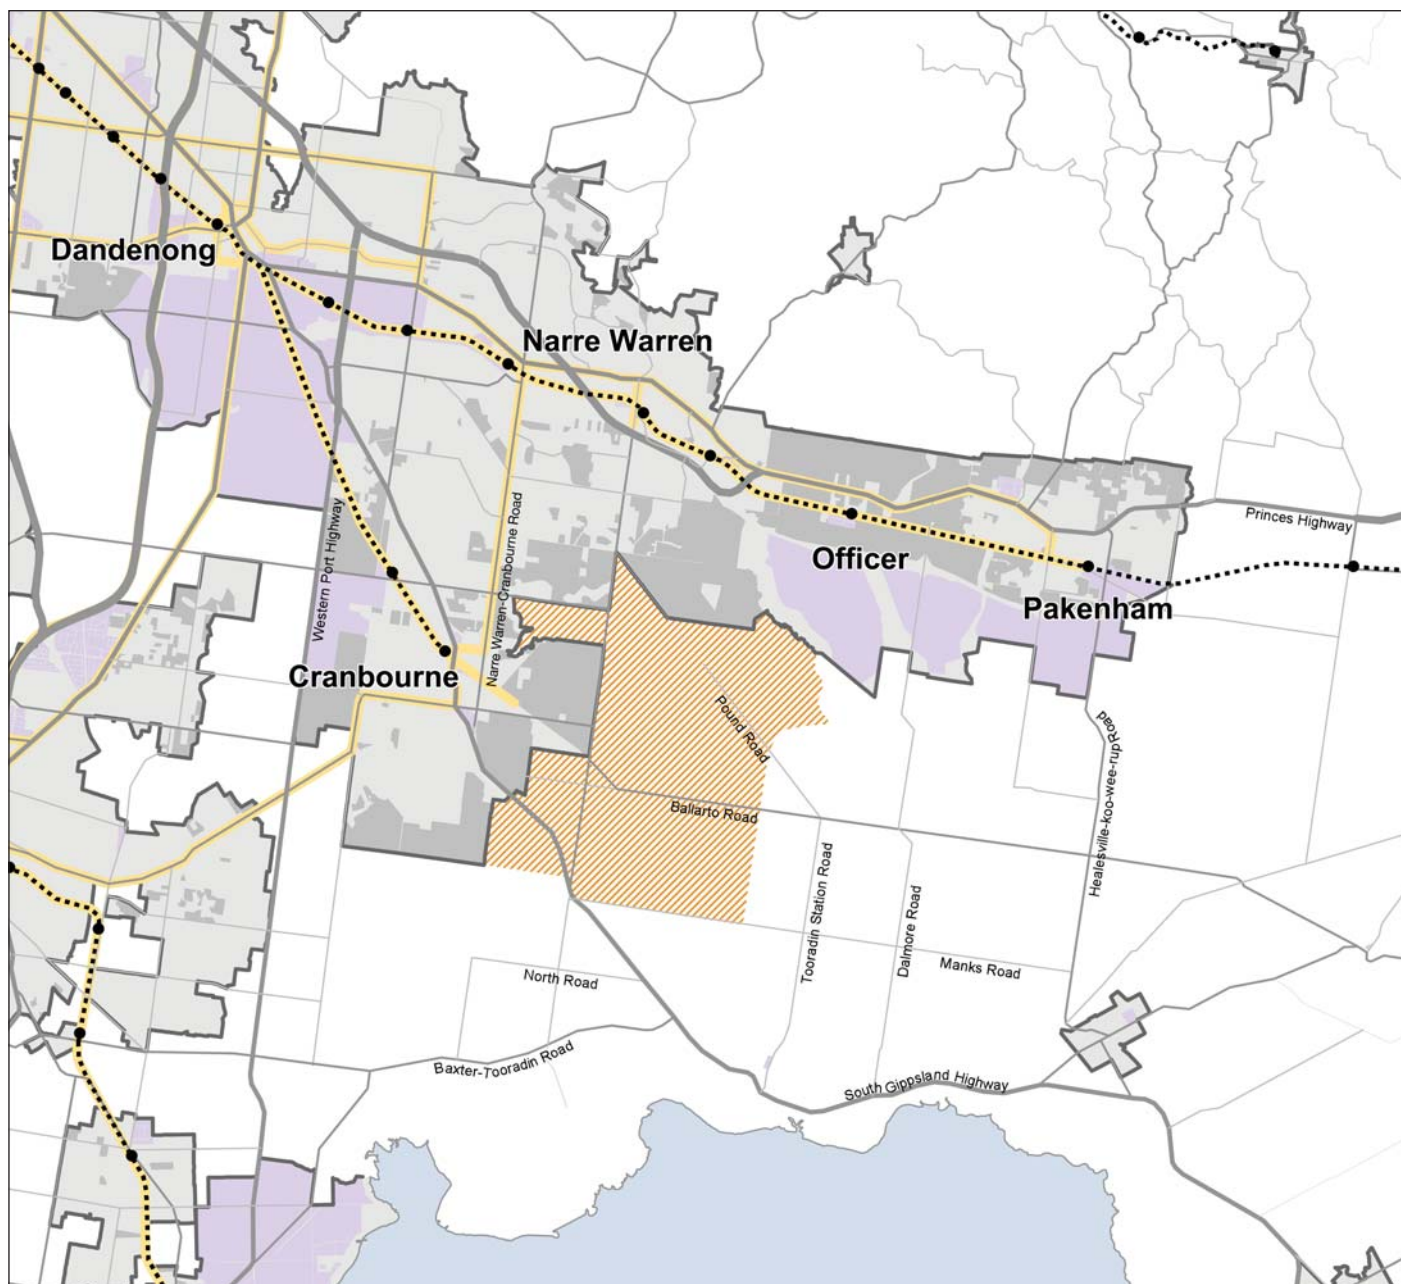 Dandenong
Narre Warren
Princes Highway
Officer
Western Port Highway
Narre Warren-Cranbourne Road
Pakenham
Cranbourne
Pound Road
Healesville-koo-wee-rup Road
Ballarto Road
Tooradin Station Road
Dalmore Road
Manks Road
North Road
Baxter-Tooradin Road
South Gippsland Highway